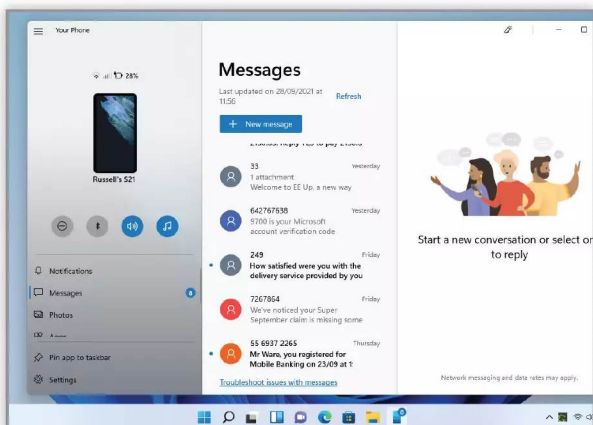 Your Phone
28%
Russell's S21
Notifications
Messages
8
Photos
Pin app to taskbar
Settings
Messages
Last updated on 28/09/2021 at
11:56
Refresh
+ New message
33
Yesterday
1 attachment
Welcome to EE Up, a new way
642767638
Yesterday
9700 is your Microsoft
account verification code
249
Friday
How satisfied were you with the
delivery service provided by you
7267864
Friday
We've noticed your Super
September claim is missing some
55 6937 2265
Thursday
Mr Ware, you registered for
Mobile Banking on 23/09 at 1
Troubleshoot issues with messages
Start a new conversation or select or
to reply
Network messaging and data rates may apply.